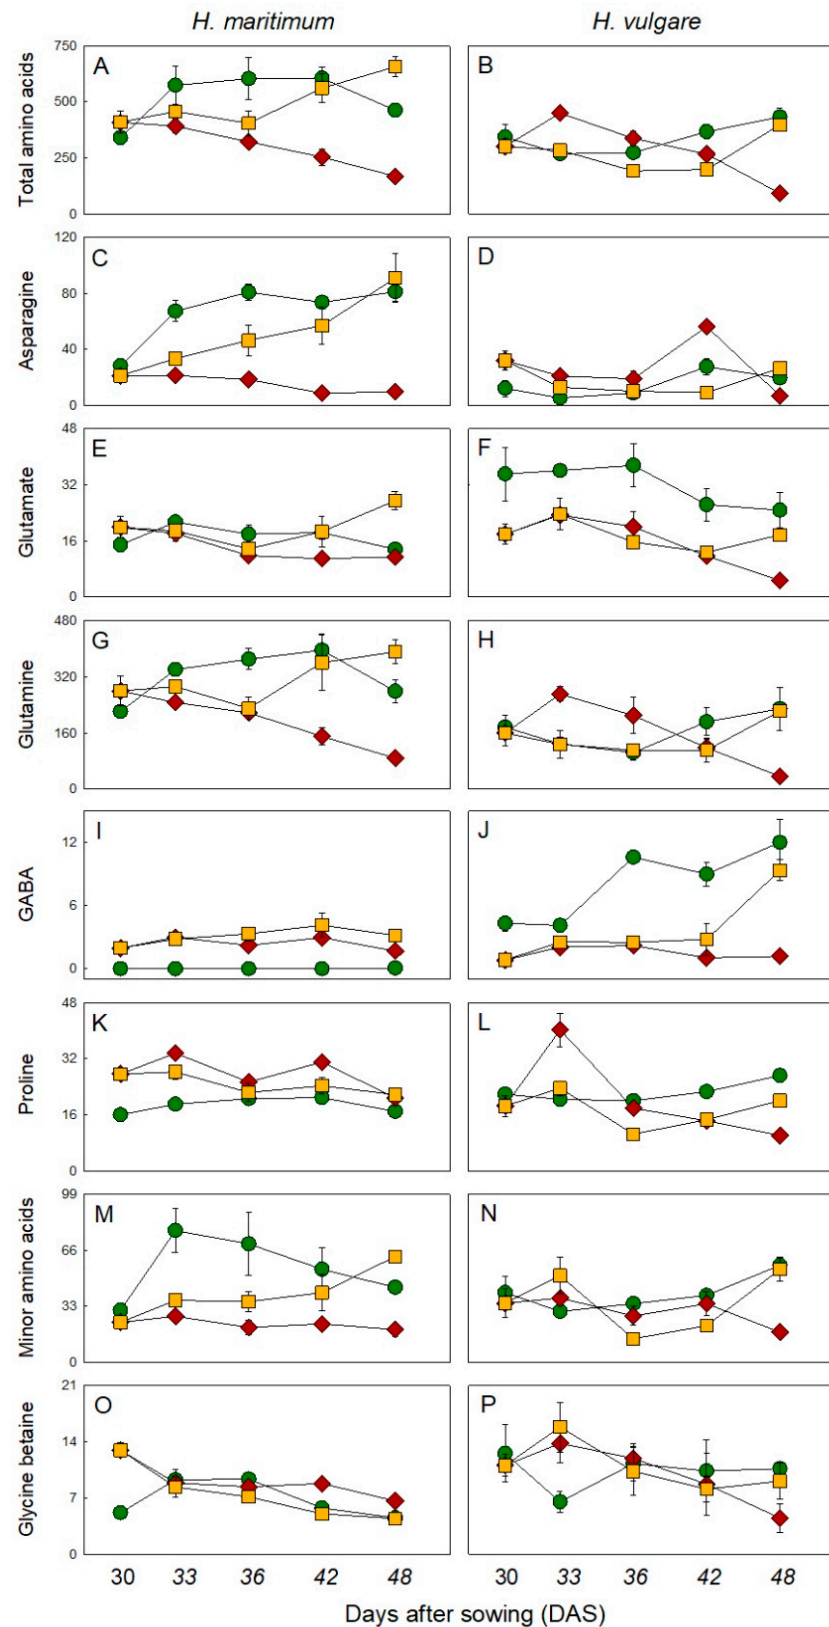 H. maritimum H. vulgare
Total amino acids
750
500
250
0
A B
Asparagine
120
80
40
0
C D
Glutamate
48
32
16
0
E F
Glutamine
480
320
160
0
G H
GABA
12
6
0
I J
Proline
48
32
16
0
K L
Minor amino acids
99
66
33
0
M N
Glycine betaine
21
14
7
0
O P
30 33 36 42 48 30 33 36 42 48
Days after sowing (DAS)